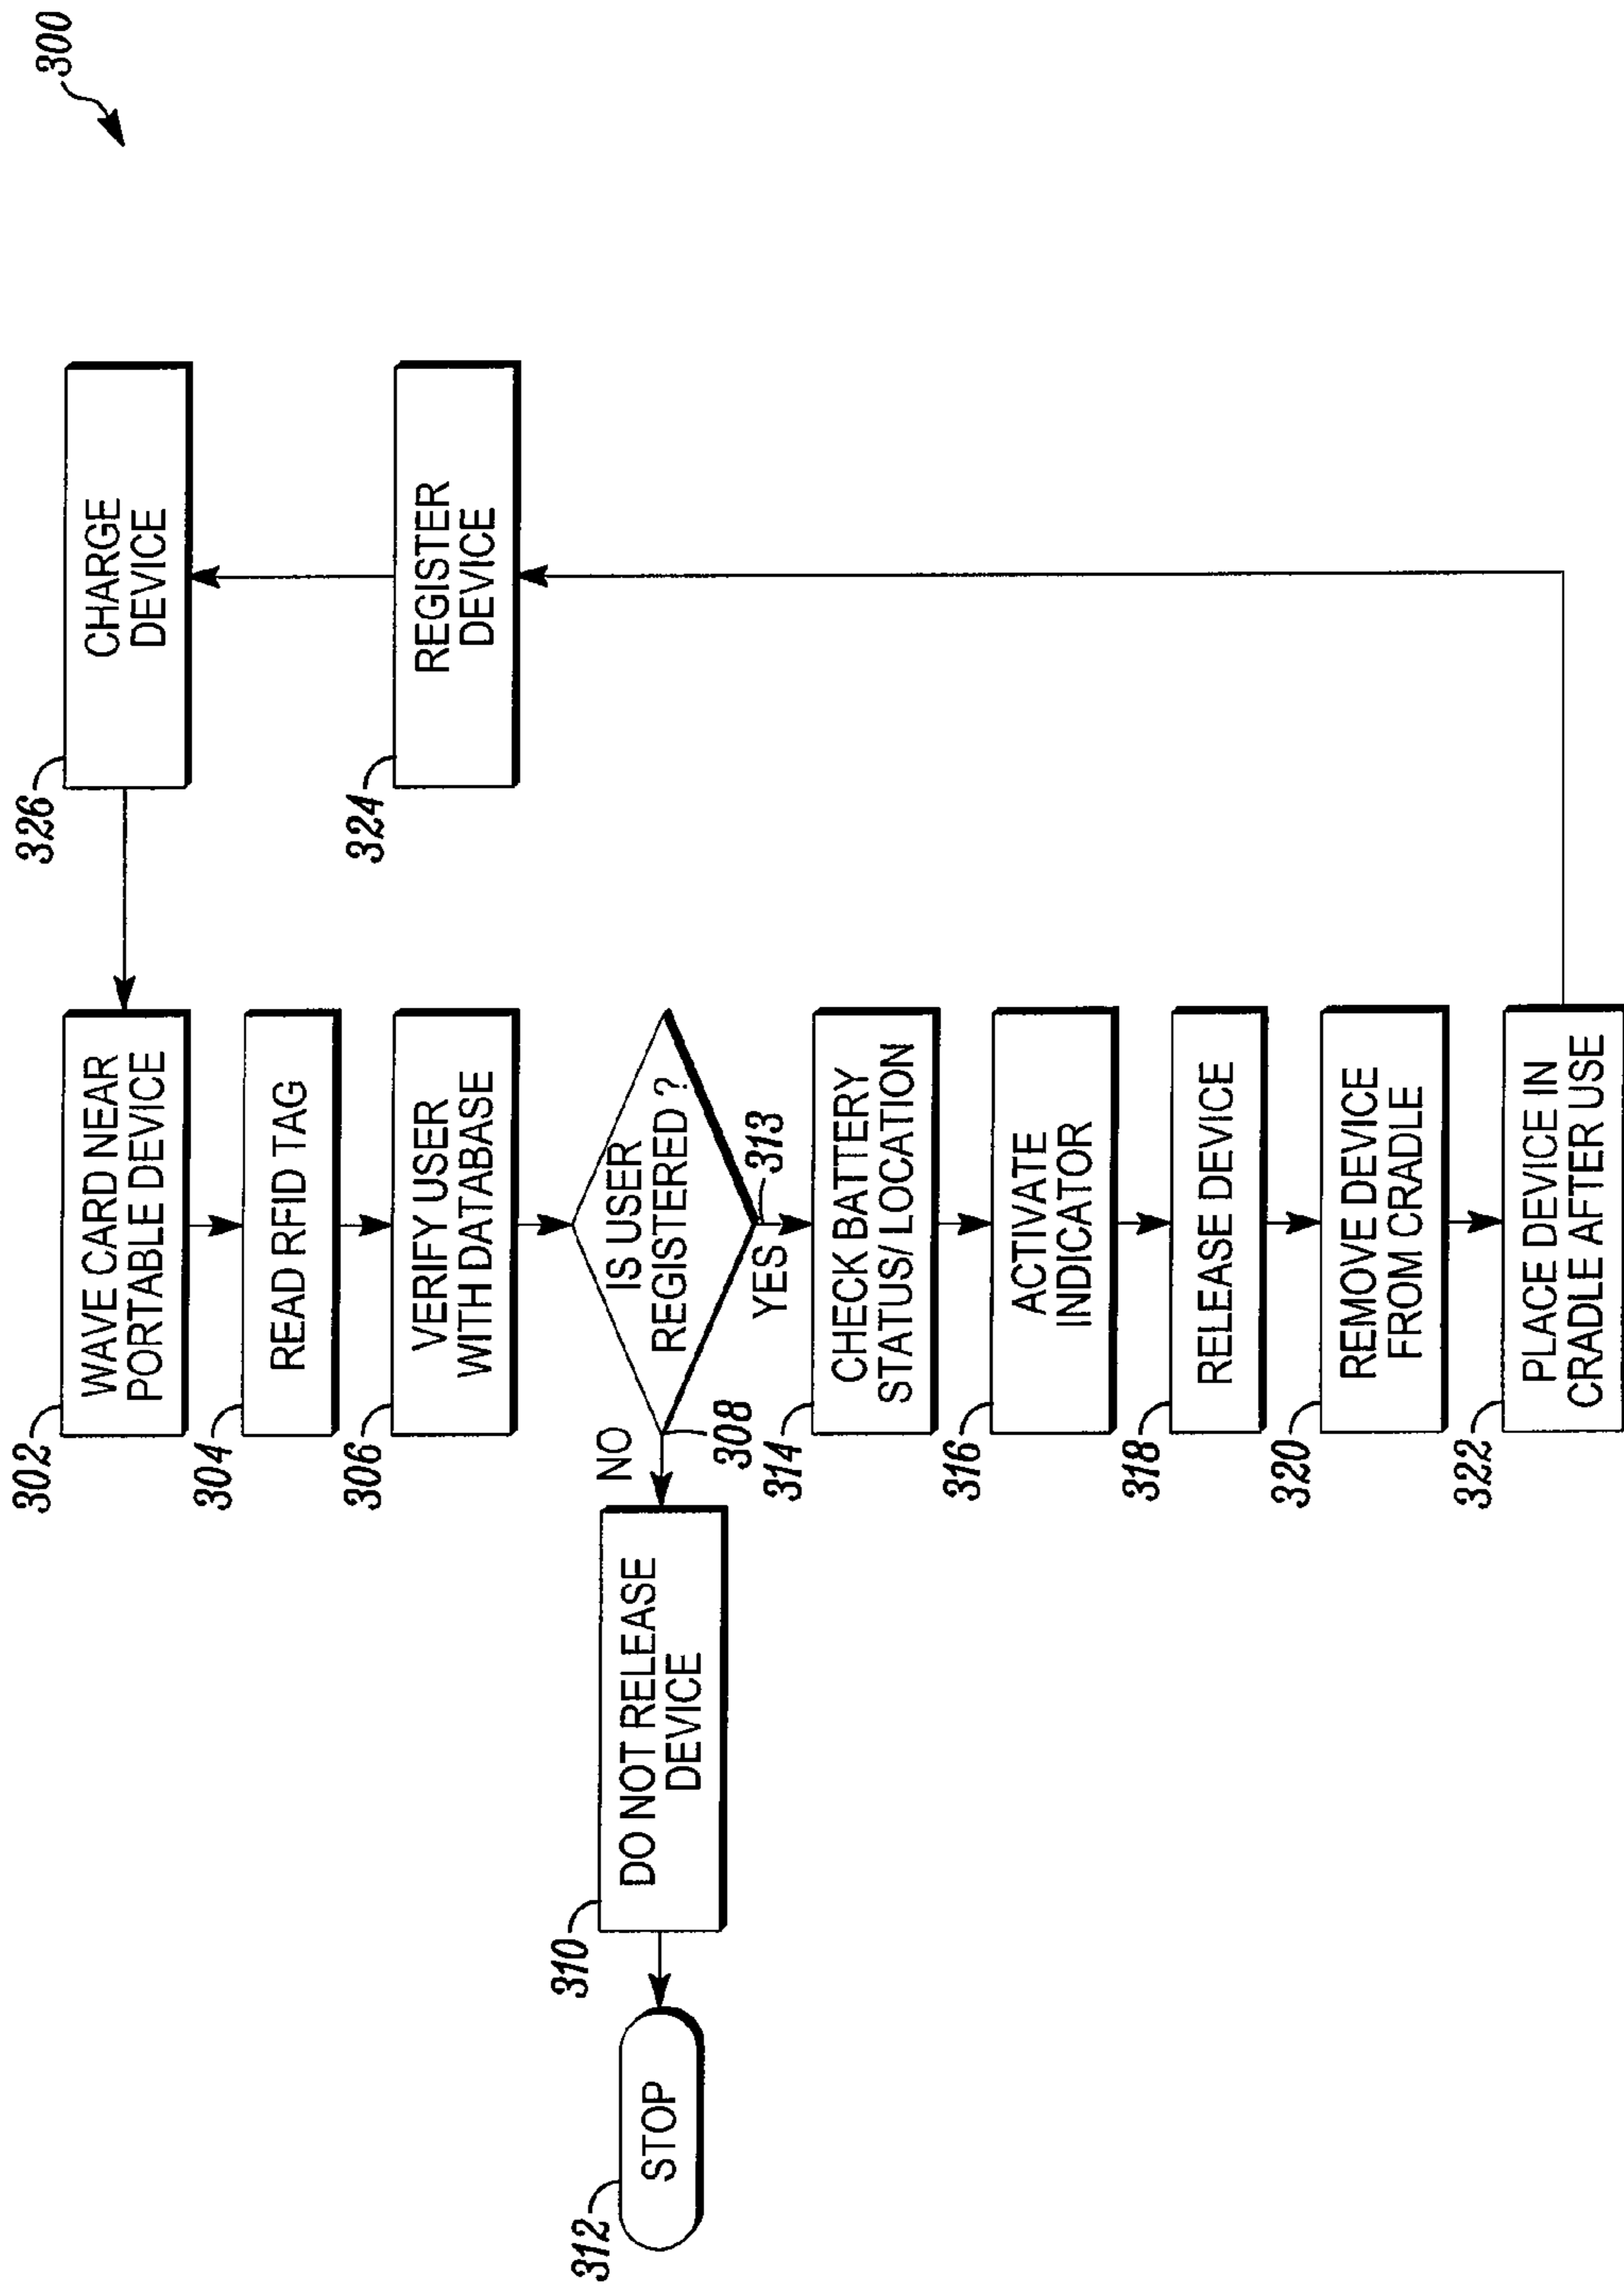 300
302
WAVE CARD NEAR
PORTABLE DEVICE
304
READ RFID TAG
306
VERIFY USER
WITH DATABASE
IS USER
REGISTERED ?
308
NO
310
DO NOT RELEASE
DEVICE
312
STOP
YES
313
314
CHECK BATTERY
STATUS/ LOCATION
316
ACTIVATE
INDICATOR
318
RELEASE DEVICE
320
REMOVE DEVICE
FROM CRADLE
322
PLACE DEVICE IN
CRADLE AFTER USE
324
REGISTER
DEVICE
326
CHARGE
DEVICE